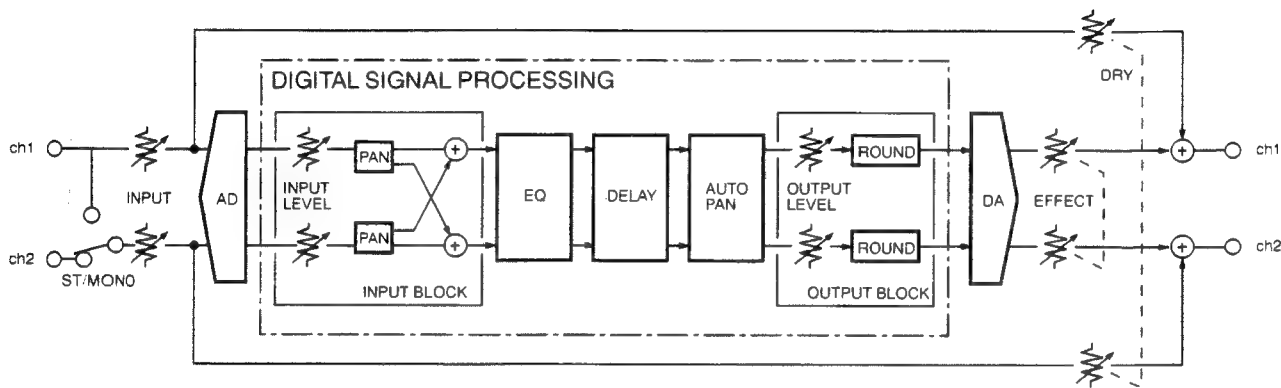 DIGITAL SIGNAL PROCESSING
DRY
ch1
INPUT
AD
INPUT
LEVEL
PAN
PAN
INPUT BLOCK
EQ
DELAY
AUTO
PAN
OUTPUT
LEVEL
ROUND
ROUND
OUTPUT BLOCK
DA
EFFECT
ch1
ch2
ST/MONO
ch2